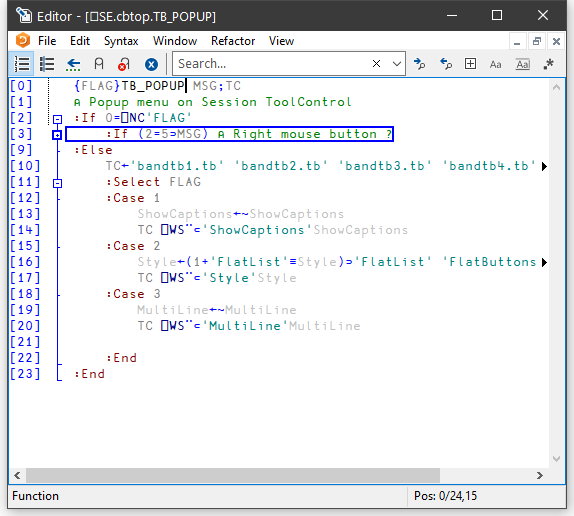 Editor - [⎕SE.cbtop.TB_POPUP]
File Edit Syntax Window Refactor View
Search...
Aa Aa .*
[0] {FLAG}TB_POPUP MSG;TC
[1] ⍝ Popup menu on Session ToolControl
[2] :If 0=⎕NC'FLAG'
[3] :If (2=5⊃MSG) ⍝ Right mouse button ?
[9] :Else
[10] TC←'bandtb1.tb' 'bandtb2.tb' 'bandtb3.tb' 'bandtb4.tb'
[11] :Select FLAG
[12] :Case 1
[13] ShowCaptions←~ShowCaptions
[14] TC ⎕WS¨⊂'ShowCaptions'ShowCaptions
[15] :Case 2
[16] Style←(1+'FlatList'≡Style)⊃'FlatList' 'FlatButtons
[17] TC ⎕WS¨⊂'Style'Style
[18] :Case 3
[19] MultiLine←~MultiLine
[20] TC ⎕WS¨⊂'MultiLine'MultiLine
[21]
[22] :End
[23] :End
Function Pos: 0/24,15